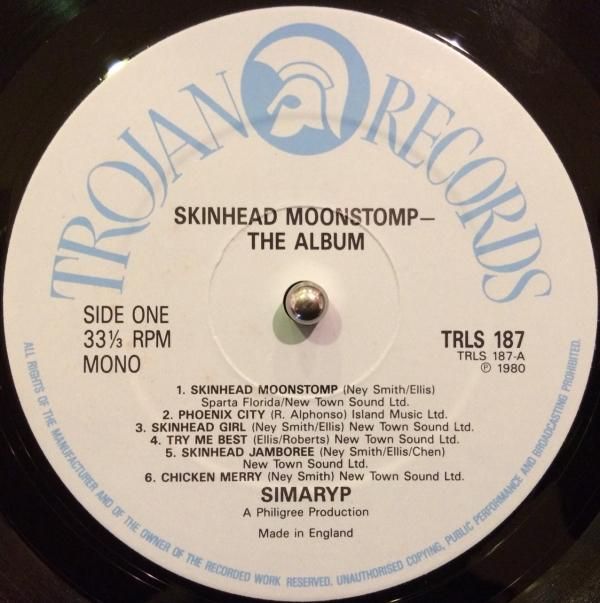 TROJAN RECORDS
SKINHEAD MOONSTOMP—
THE ALBUM
SIDE ONE
33⅓ RPM
MONO
TRLS 187
TRLS 187-A
℗ 1980
1. SKINHEAD MOONSTOMP (Ney Smith/Ellis)
Sparta Florida/New Town Sound Ltd.
2. PHOENIX CITY (R. Alphonso) Island Music Ltd.
3. SKINHEAD GIRL (Ney Smith/Ellis) New Town Sound Ltd.
4. TRY ME BEST (Ellis/Roberts) New Town Sound Ltd.
5. SKINHEAD JAMBOREE (Ney Smith/Ellis/Chen)
New Town Sound Ltd.
6. CHICKEN MERRY (Ney Smith) New Town Sound Ltd.
SIMARYP
A Philigree Production
Made in England
ALL RIGHTS OF THE MANUFACTURER AND OF THE OWNER OF THE RECORDED WORK RESERVED. UNAUTHORISED COPYING, PUBLIC PERFORMANCE AND BROADCASTING PROHIBITED.